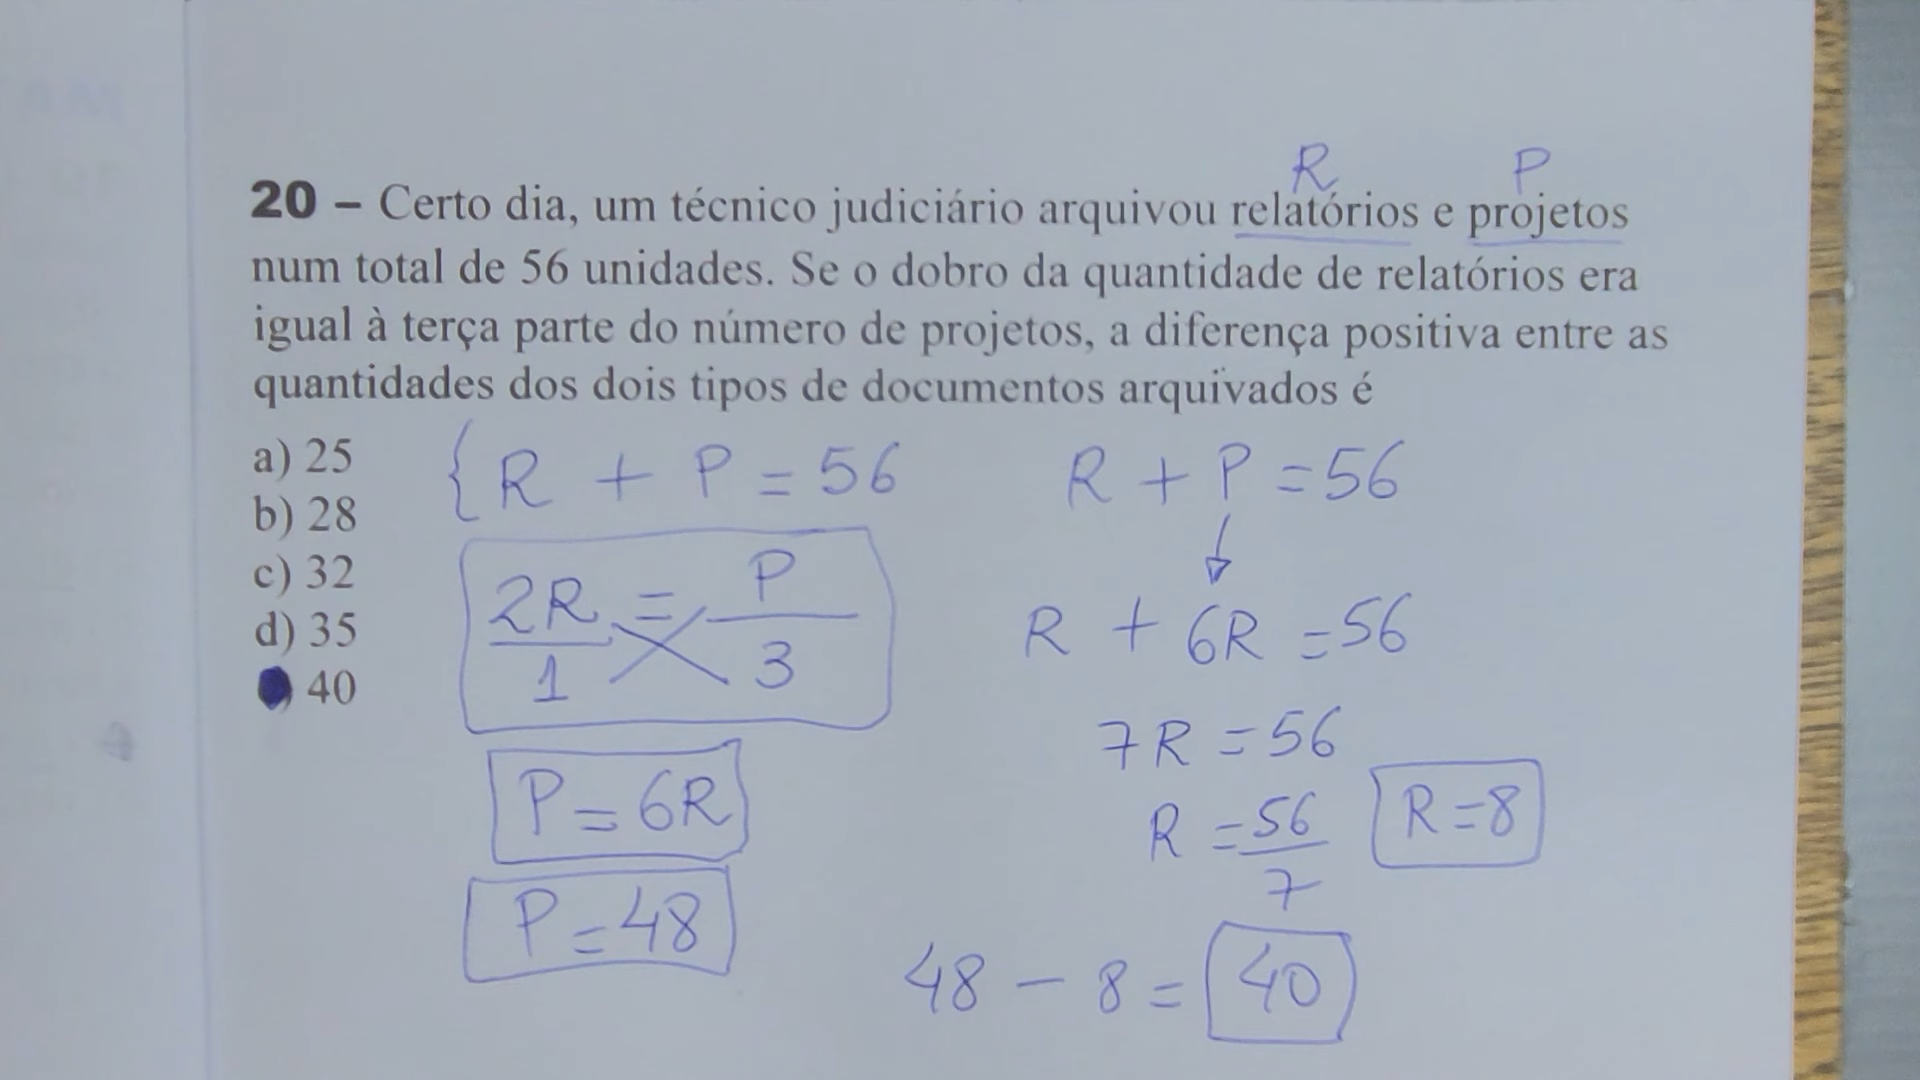 R P
20 – Certo dia, um técnico judiciário arquivou relatórios e projetos
num total de 56 unidades. Se o dobro da quantidade de relatórios era
igual à terça parte do número de projetos, a diferença positiva entre as
quantidades dos dois tipos de documentos arquivados é
a) 25
b) 28
c) 32
d) 35
40
{ R + P = 56
2R = P
1 3
P = 6R
P = 48
R + P = 56
R + 6R = 56
7R = 56
R = 56
7
R = 8
48 - 8 = 40